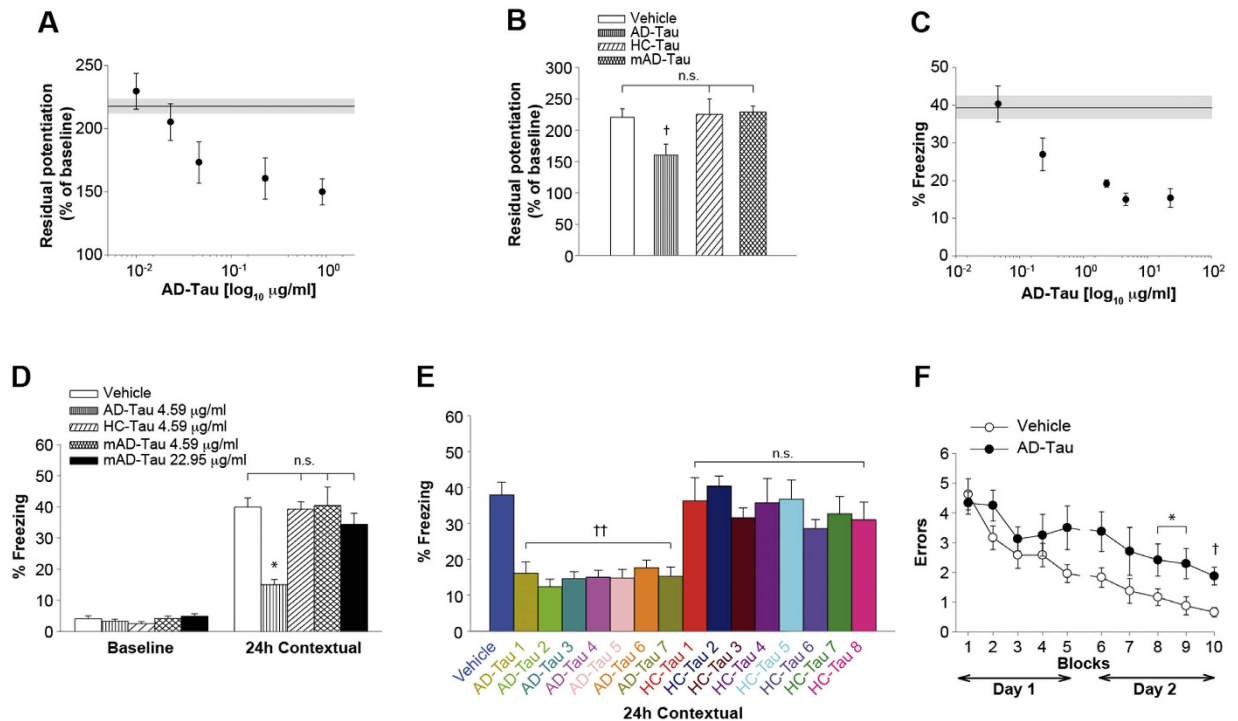 A
Residual potentiation
(% of baseline)
250
200
150
100
10-2
10-1
100
AD-Tau [log10 μg/ml]
B
Vehicle
AD-Tau
HC-Tau
mAD-Tau
Residual potentiation
(% of baseline)
300
250
200
150
100
50
0
n.s.
†
C
% Freezing
50
40
30
20
10
0
10-2
10-1
100
101
102
AD-Tau [log10 μg/ml]
D
Vehicle
AD-Tau 4.59 μg/ml
HC-Tau 4.59 μg/ml
mAD-Tau 4.59 μg/ml
mAD-Tau 22.95 μg/ml
% Freezing
60
50
40
30
20
10
0
n.s.
*
Baseline
24h Contextual
E
% Freezing
60
50
40
30
20
10
0
††
n.s.
Vehicle
AD-Tau 1
AD-Tau 2
AD-Tau 3
AD-Tau 4
AD-Tau 5
AD-Tau 6
AD-Tau 7
HC-Tau 1
HC-Tau 2
HC-Tau 3
HC-Tau 4
HC-Tau 5
HC-Tau 6
HC-Tau 7
HC-Tau 8
24h Contextual
F
Vehicle
AD-Tau
Errors
6
5
4
3
2
1
0
*
†
1 2 3 4 5 6 7 8 9 10
Blocks
Day 1
Day 2